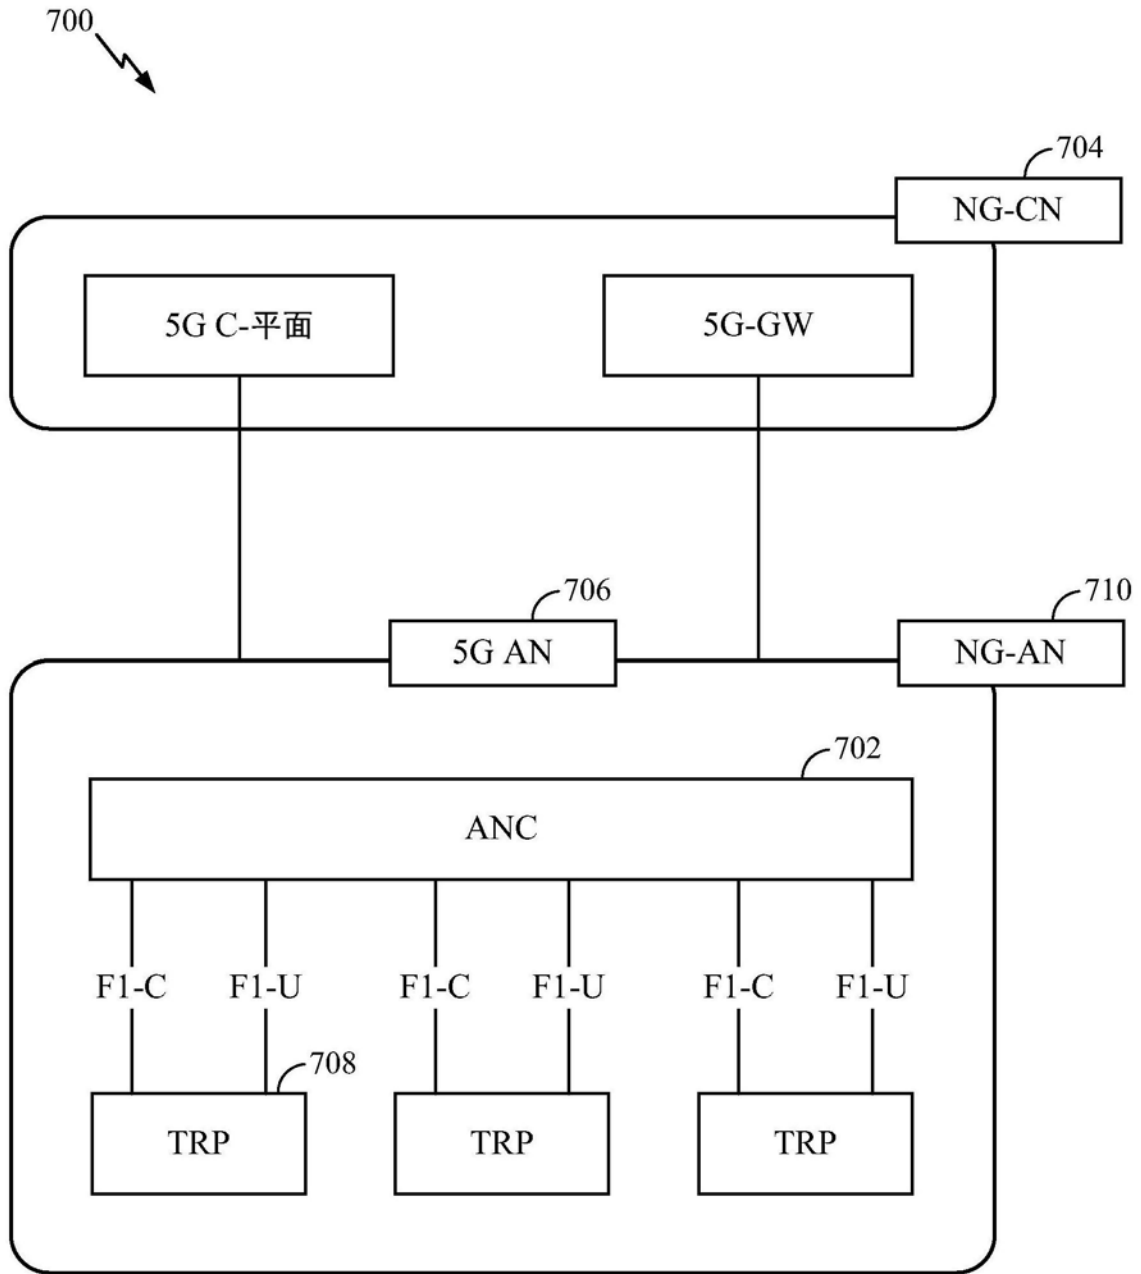 700
704
NG-CN
5G C-平面
5G-GW
706
710
5G AN
NG-AN
702
ANC
F1-C
F1-U
F1-C
F1-U
F1-C
F1-U
708
TRP
TRP
TRP